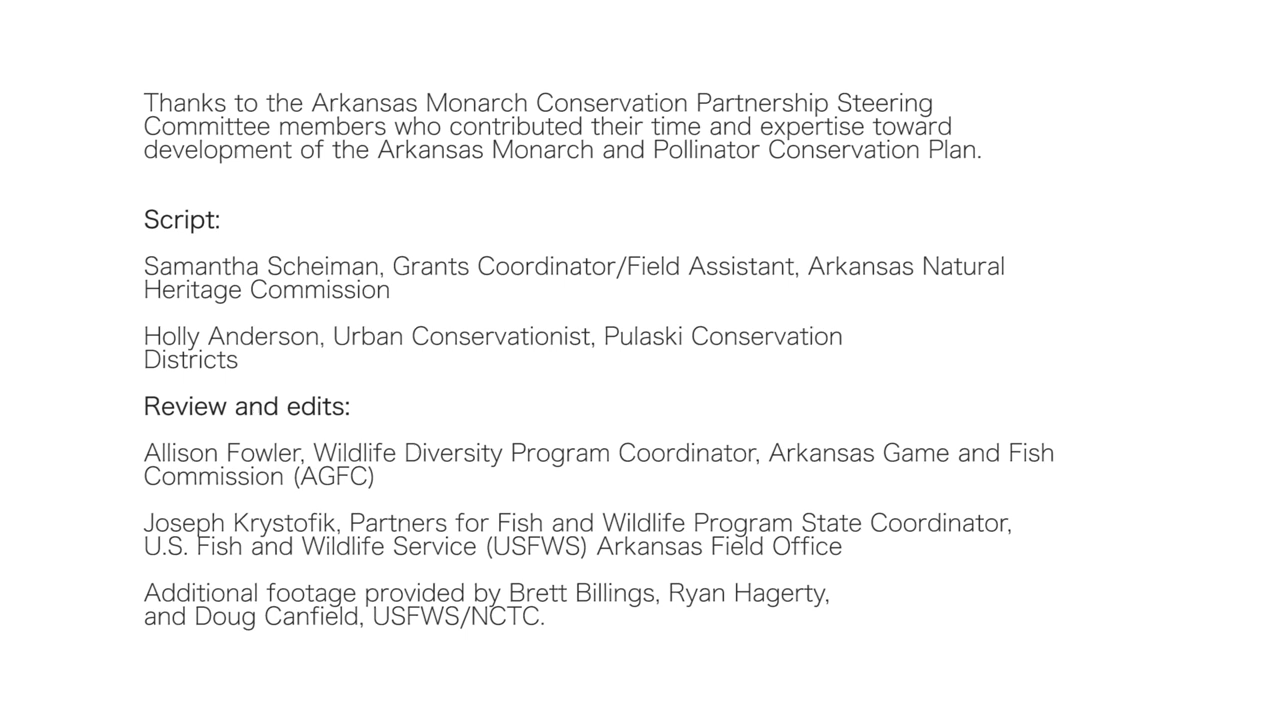 Thanks to the Arkansas Monarch Conservation Partnership Steering
Committee members who contributed their time and expertise toward
development of the Arkansas Monarch and Pollinator Conservation Plan.
Script:
Samantha Scheiman, Grants Coordinator/Field Assistant, Arkansas Natural
Heritage Commission
Holly Anderson, Urban Conservationist, Pulaski Conservation
Districts
Review and edits:
Allison Fowler, Wildlife Diversity Program Coordinator, Arkansas Game and Fish
Commission (AGFC)
Joseph Krystofik, Partners for Fish and Wildlife Program State Coordinator,
U.S. Fish and Wildlife Service (USFWS) Arkansas Field Office
Additional footage provided by Brett Billings, Ryan Hagerty,
and Doug Canfield, USFWS/NCTC.